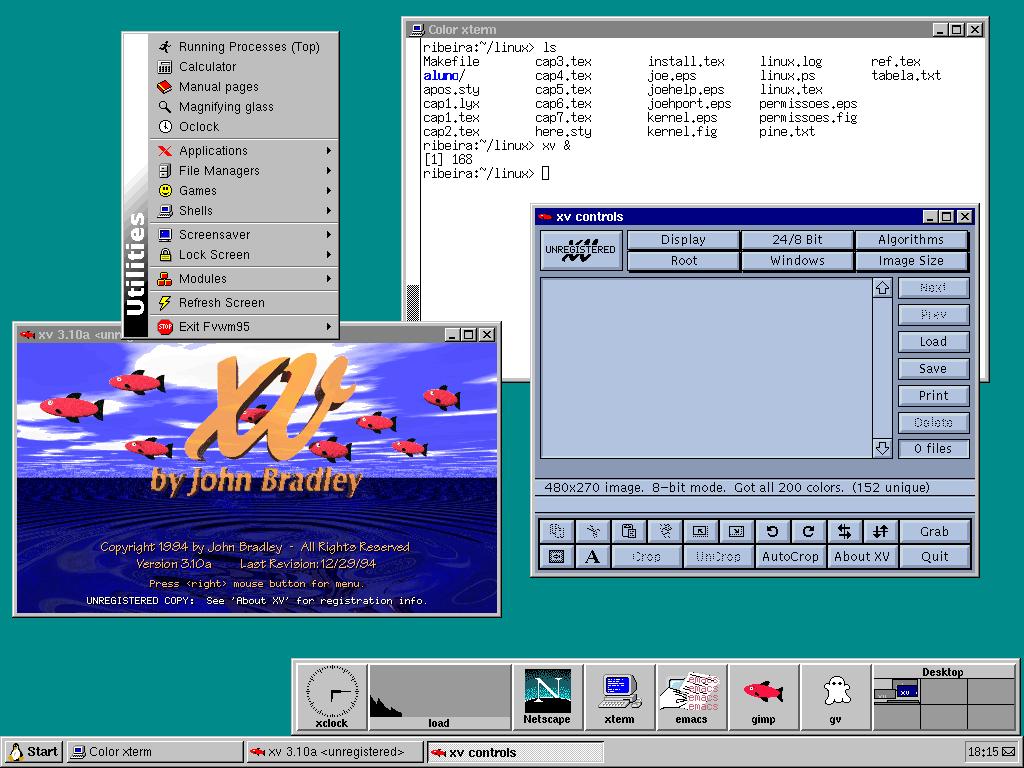 Utilities
Running Processes (Top)
Calculator
Manual pages
Magnifying glass
Oclock
Applications
File Managers
Games
Shells
Screensaver
Lock Screen
Modules
Refresh Screen
STOP Exit Fvwm95
Color xterm
ribeira:~/linux> ls
Makefile cap3.tex install.tex linux.log ref.tex
aluno/ cap4.tex joe.eps linux.ps tabela.txt
apos.sty cap5.tex joehelp.eps linux.tex
cap1.lyx cap6.tex joehport.eps permissoes.eps
cap1.tex cap7.tex kernel.eps permissoes.fig
cap2.tex here.sty kernel.fig pine.txt
ribeira:~/linux> xv &
[1] 168
ribeira:~/linux>
xv controls
UNREGISTERED
Display 24/8 Bit Algorithms
Root Windows Image Size
Next
Prev
Load
Save
Print
Delete
0 files
480x270 image. 8-bit mode. Got all 200 colors. (152 unique)
Grab
A Crop UnCrop AutoCrop About XV Quit
xv 3.10a <unreg
xv
by John Bradley
Copyright 1994 by John Bradley - All Rights Reserved
Version 3.10a Last Revision: 12/29/94
Press <right> mouse button for menu.
UNREGISTERED COPY: See 'About XV' for registration info.
xclock
load
N
Netscape
xterm
emacs
emacs
emacs
emacs
emacs
gimp
gv
Desktop
xv
Start
Color xterm
xv 3.10a <unregistered>
xv controls
18:15